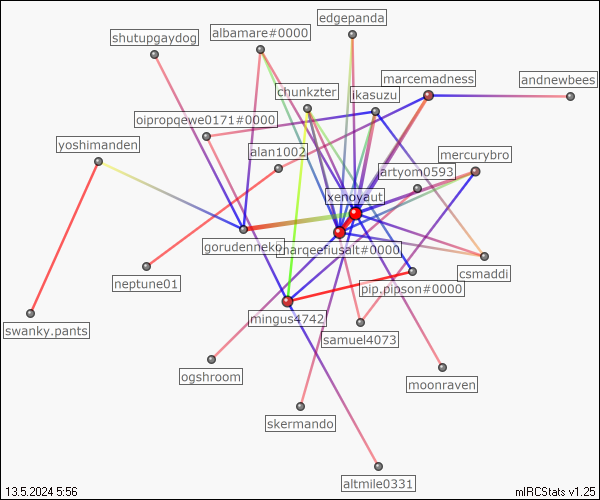 edgepanda
albamare#0000
shutupgaydog
marcemadness
andnewbees
chunkzter
ikasuzu
oipropqewe0171#0000
yoshimanden
alan1002
mercurybro
artyom0593
xenoyaut
gorudenneko
marqeefiusalt#0000
csmaddi
neptune01
pip.pipson#0000
mingus4742
swanky.pants
samuel4073
ogshroom
moonraven
skermando
altmile0331
13.5.2024 5:56
mIRCStats v1.25